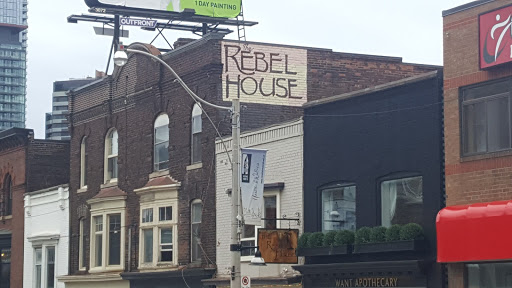 1 DAY PAINTING
OUTFRONT
REBEL
HOUSE
WANT APOTHECARY